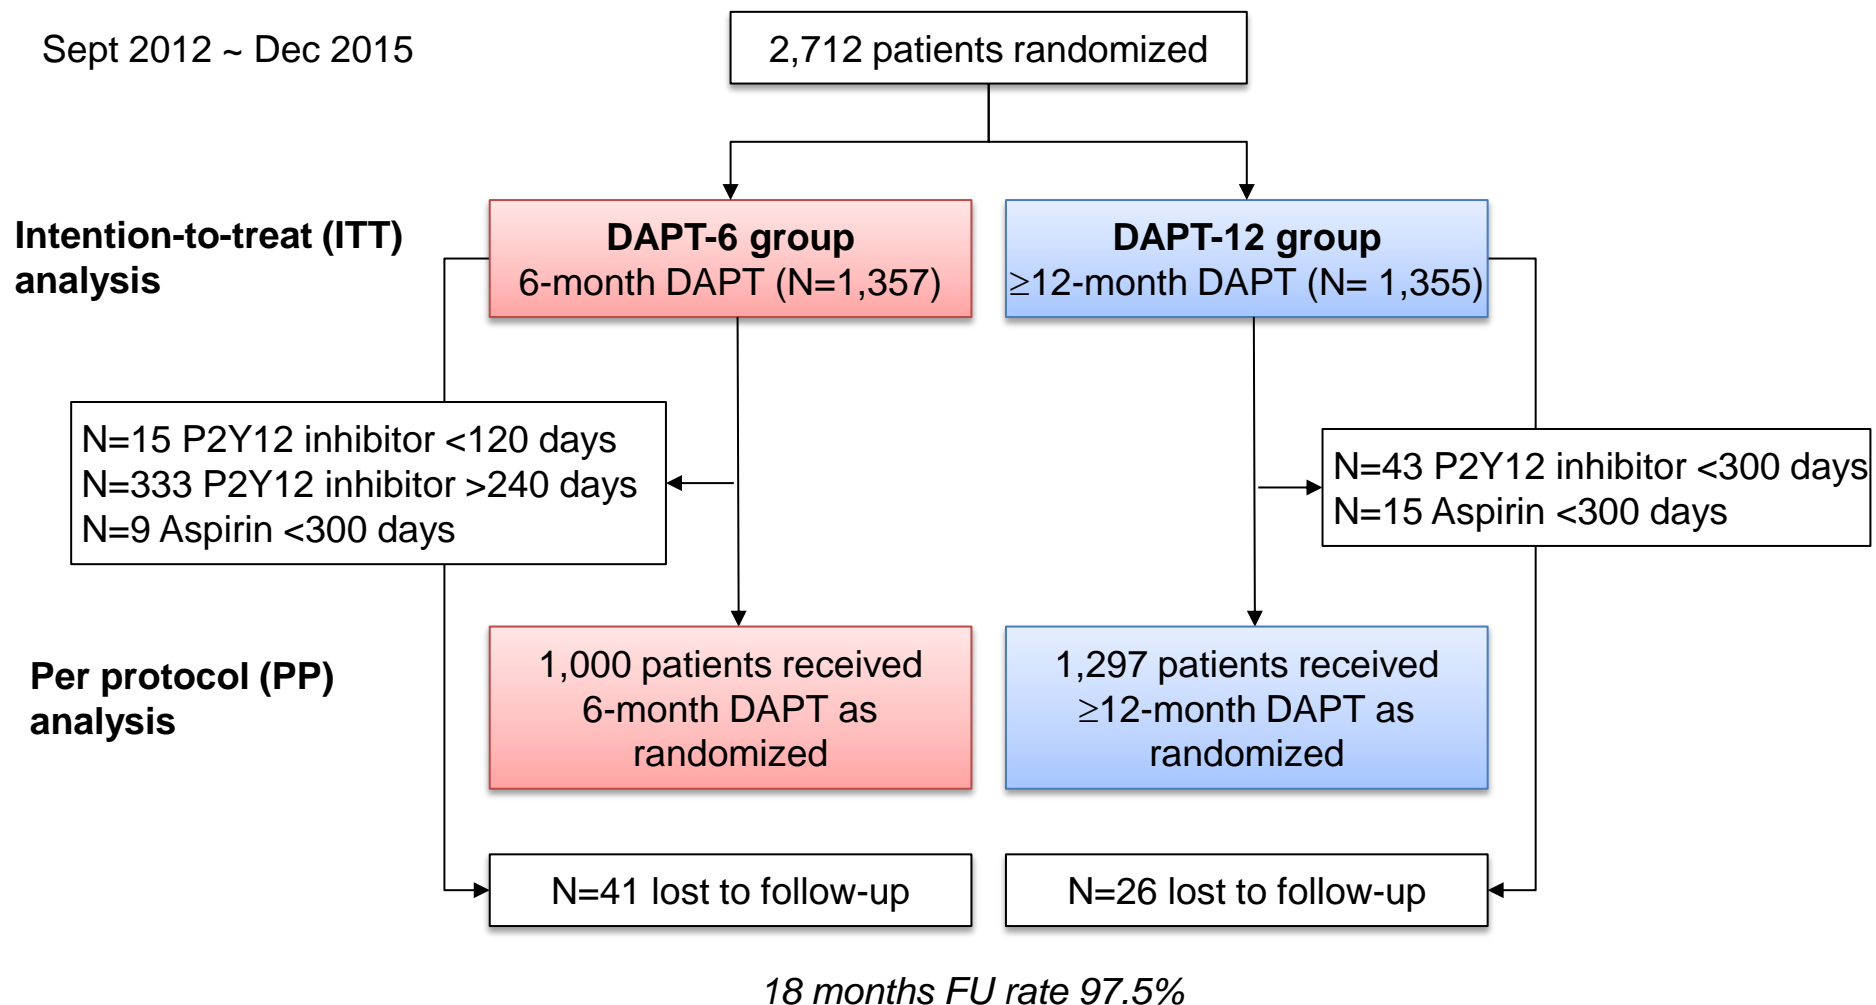 Sept 2012 ~ Dec 2015
2,712 patients randomized
Intention-to-treat (ITT)
analysis
DAPT-6 group
6-month DAPT (N=1,357)
DAPT-12 group
≥12-month DAPT (N= 1,355)
N=15 P2Y12 inhibitor <120 days
N=333 P2Y12 inhibitor >240 days
N=9 Aspirin <300 days
N=43 P2Y12 inhibitor <300 days
N=15 Aspirin <300 days
Per protocol (PP)
analysis
1,000 patients received
6-month DAPT as
randomized
1,297 patients received
≥12-month DAPT as
randomized
N=41 lost to follow-up
N=26 lost to follow-up
18 months FU rate 97.5%